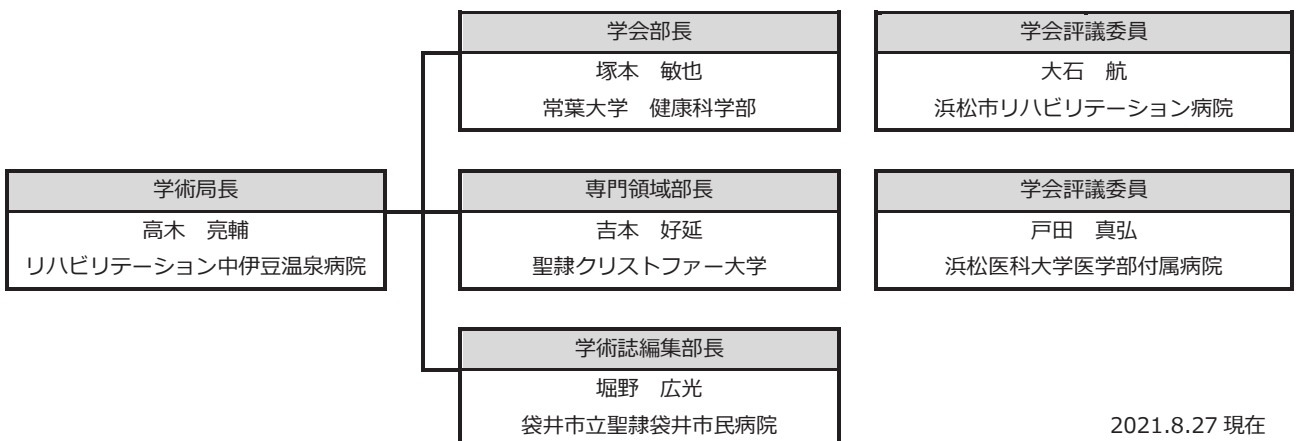 学会部長
塚本　敏也
常葉大学　健康科学部
学会評議委員
大石　航
浜松市リハビリテーション病院
学術局長
高木　亮輔
リハビリテーション中伊豆温泉病院
専門領域部長
吉本　好延
聖隷クリストファー大学
学会評議委員
戸田　真弘
浜松医科大学医学部付属病院
学術誌編集部長
堀野　広光
袋井市立聖隷袋井市民病院
2021.8.27 現在